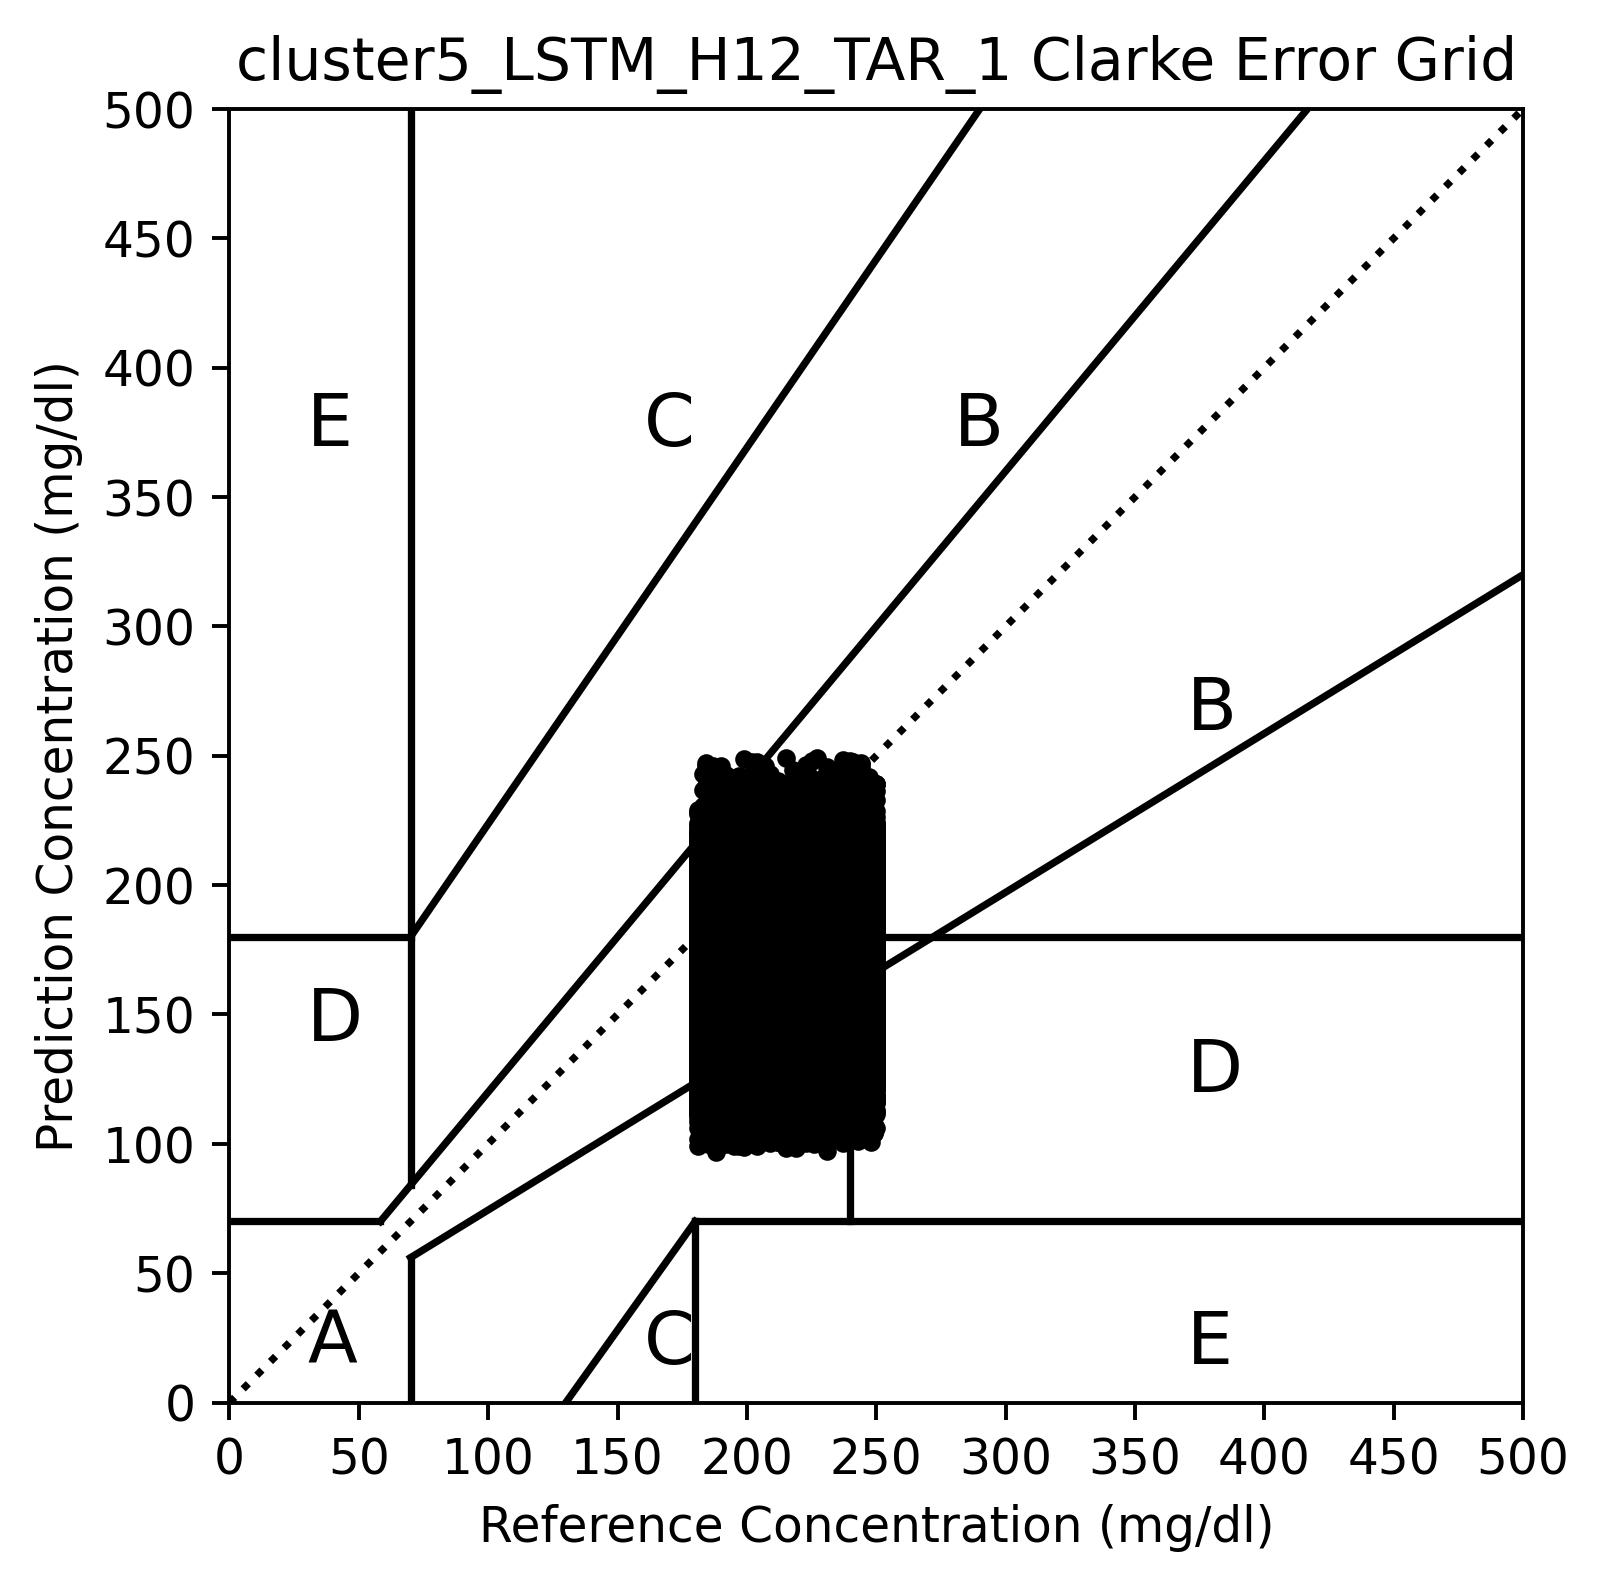 cluster5_LSTM_H12_TAR_1 Clarke Error Grid
500
450
400
350
300
250
200
150
100
50
0
Prediction Concentration (mg/dl)
E
C
B
B
D
D
A
C
E
0 50 100 150 200 250 300 350 400 450 500
Reference Concentration (mg/dl)